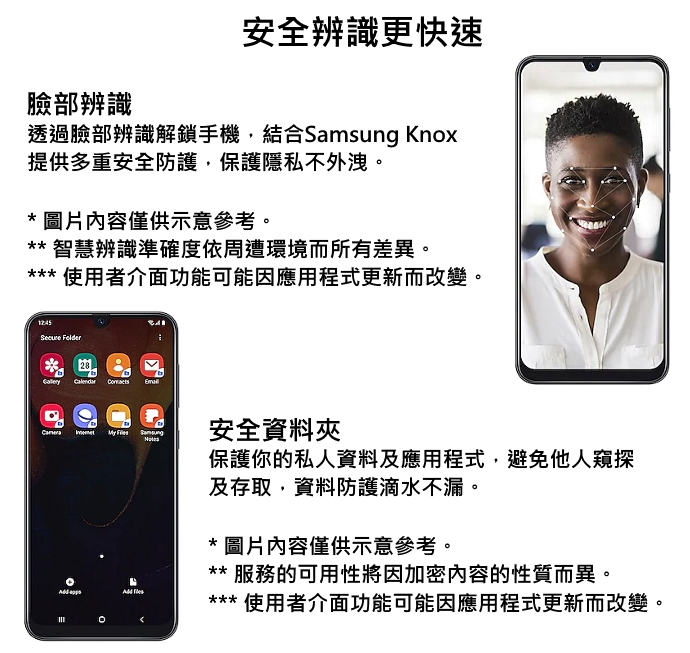 安全辨識更快速
臉部辨識
透過臉部辨識解鎖手機，結合Samsung Knox
提供多重安全防護，保護隱私不外洩。
* 圖片內容僅供示意參考。
** 智慧辨識準確度依周遭環境而所有差異。
*** 使用者介面功能可能因應用程式更新而改變。
12:45
Secure Folder
28
Gallery Calendar Contacts Email
Camera Internet My Files Samsung
Notes
Add apps Add files
安全資料夾
保護你的私人資料及應用程式，避免他人窺探
及存取，資料防護滴水不漏。
* 圖片內容僅供示意參考。
** 服務的可用性將因加密內容的性質而異。
*** 使用者介面功能可能因應用程式更新而改變。